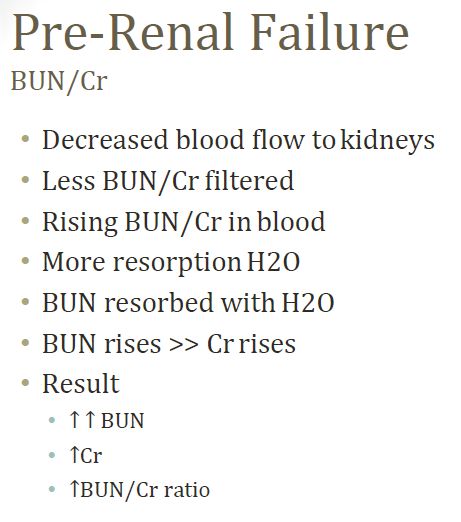 Pre-Renal Failure
BUN/Cr
• Decreased blood flow to kidneys
• Less BUN/Cr filtered
• Rising BUN/Cr in blood
• More resorption H2O
• BUN resorbed with H2O
• BUN rises >> Cr rises
• Result
• ↑↑BUN
• ↑Cr
• ↑BUN/Cr ratio